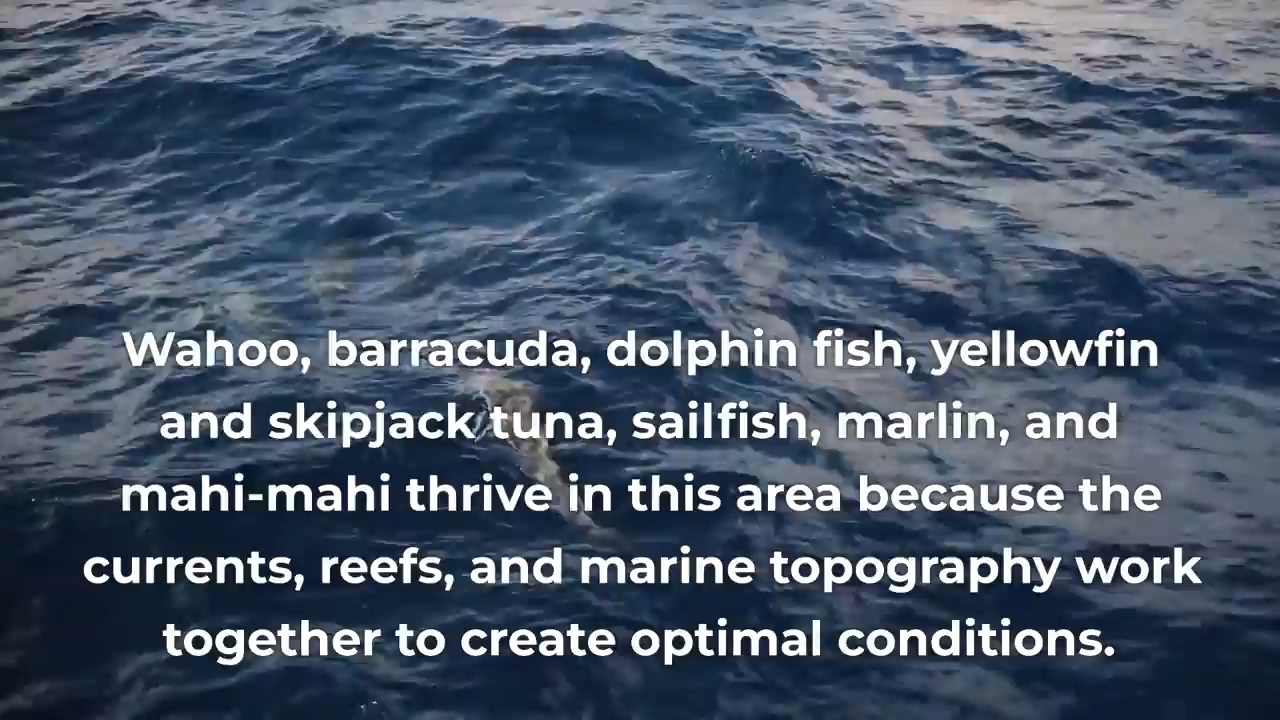 Wahoo, barracuda, dolphin fish, yellowfin
and skipjack tuna, sailfish, marlin, and
mahi-mahi thrive in this area because the
currents, reefs, and marine topography work
together to create optimal conditions.